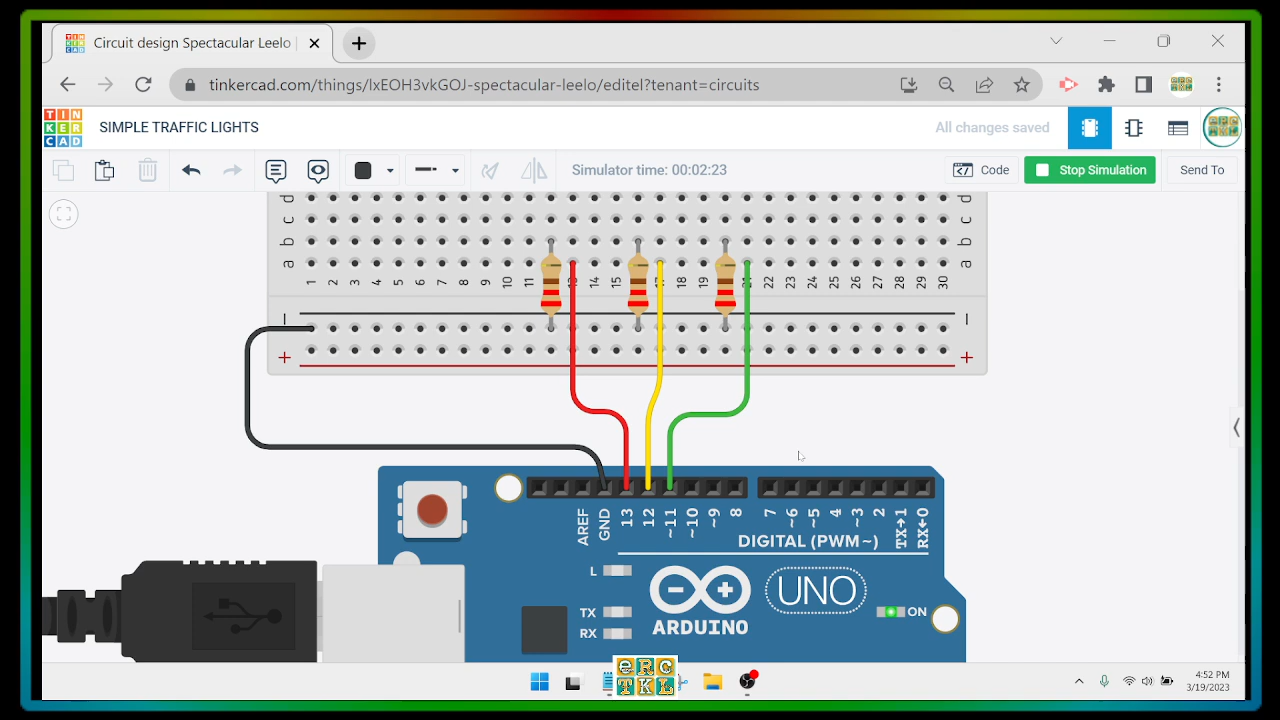 Circuit design Spectacular Leelo
tinkercad.com/things/lxEOH3vkGOJ-spectacular-leelo/editel?tenant=circuits
TIN
KER
CAD
SIMPLE TRAFFIC LIGHTS
All changes saved
Simulator time: 00:02:23
Code
Stop Simulation
Send To
d d
c c
b b
a a
1 2 3 4 5 6 7 8 9 10 11 14 15 18 19 22 23 24 25 26 27 28 29 30
+ +
AREF GND 13 12 ~11 ~10 ~9 8 7 ~6 ~5 4 ~3 2 TX→1 RX←0
DIGITAL (PWM~)
L
TX
RX
UNO
ARDUINO
ON
eRC
TKL
4:52 PM
3/19/2023